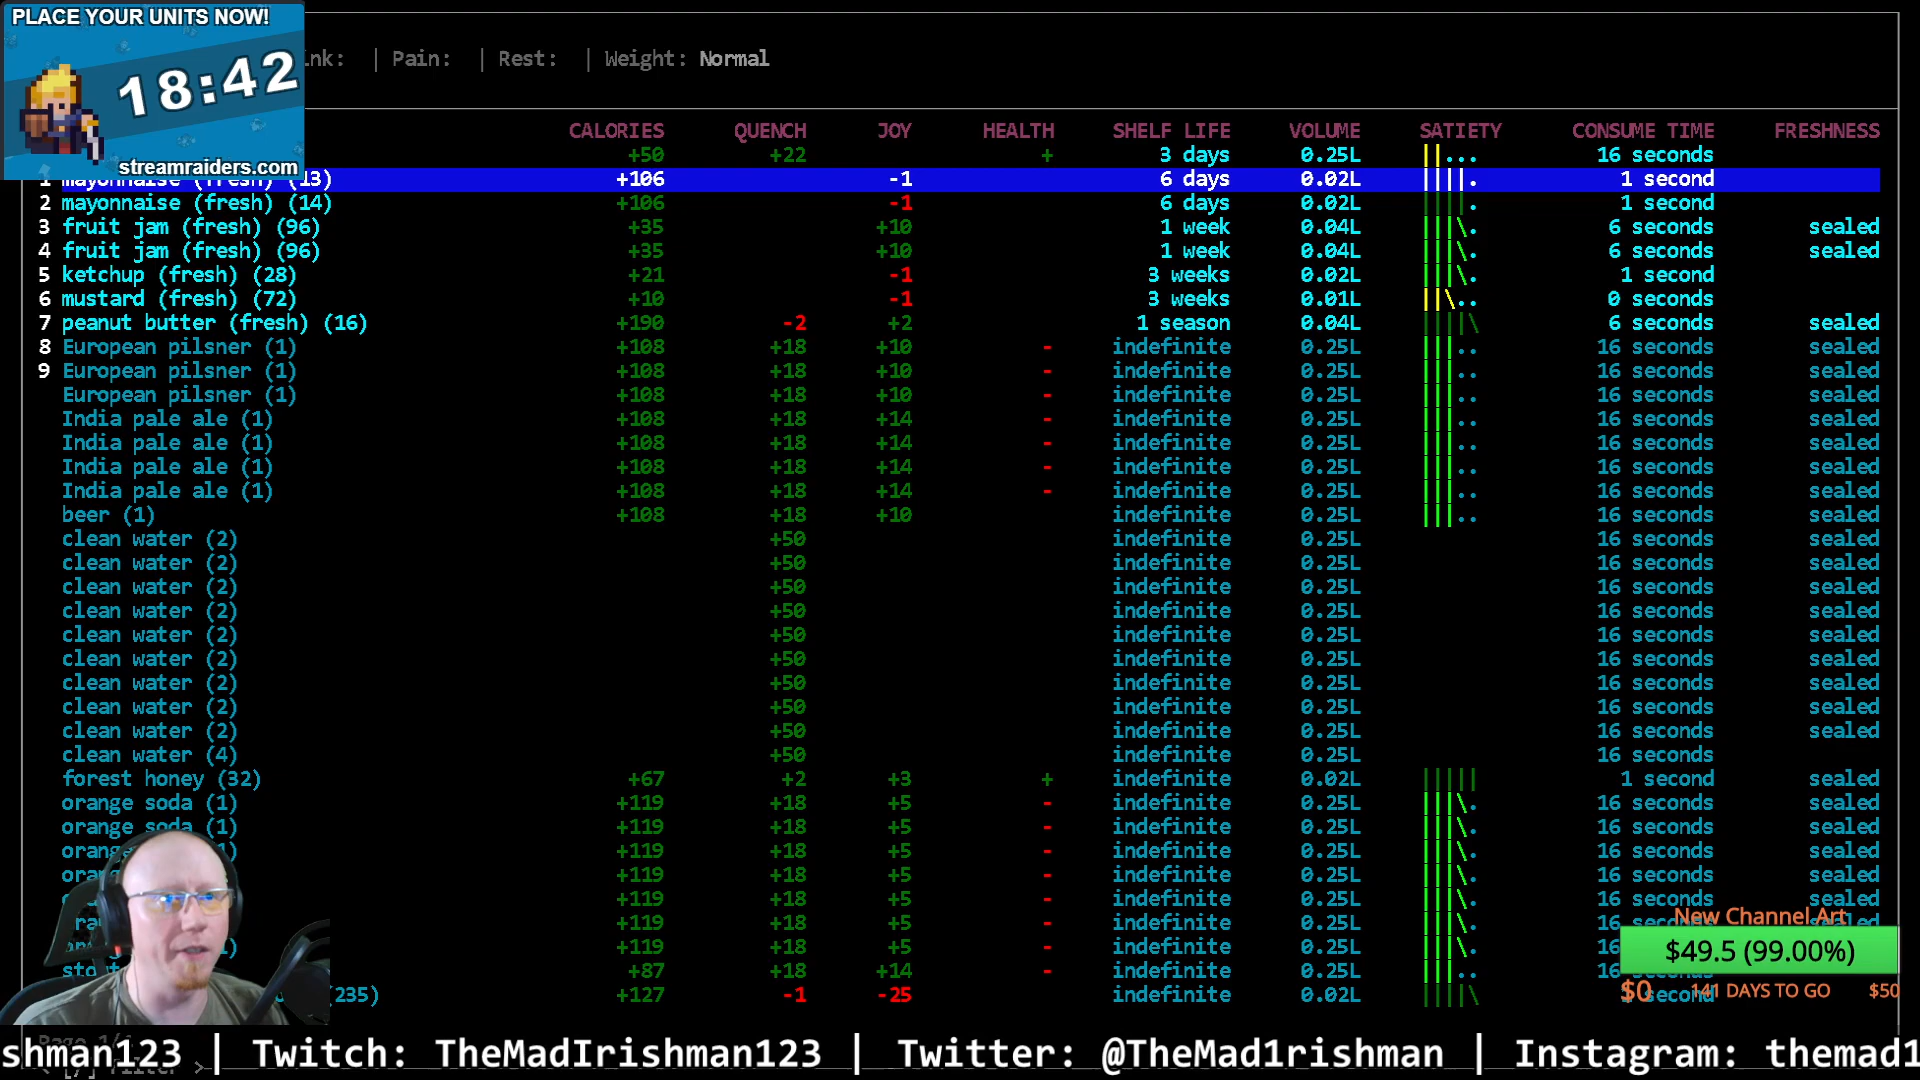 PLACE YOUR UNITS NOW!
18:42
streamraiders.com
nk: | Pain: | Rest: | Weight: Normal
CALORIES QUENCH JOY HEALTH SHELF LIFE VOLUME SATIETY CONSUME TIME FRESHNESS
+50 +22 + 3 days 0.25L ||... 16 seconds
1 mayonnaise (fresh) (13) +106 -1 6 days 0.02L ||||. 1 second
2 mayonnaise (fresh) (14) +106 -1 6 days 0.02L ||||. 1 second
3 fruit jam (fresh) (96) +35 +10 1 week 0.04L |||\. 6 seconds sealed
4 fruit jam (fresh) (96) +35 +10 1 week 0.04L |||\. 6 seconds sealed
5 ketchup (fresh) (28) +21 -1 3 weeks 0.02L |||\. 1 second
6 mustard (fresh) (72) +10 -1 3 weeks 0.01L ||\.. 0 seconds
7 peanut butter (fresh) (16) +190 -2 +2 1 season 0.04L ||||\ 6 seconds sealed
8 European pilsner (1) +108 +18 +10 - indefinite 0.25L |||.. 16 seconds sealed
9 European pilsner (1) +108 +18 +10 - indefinite 0.25L |||.. 16 seconds sealed
European pilsner (1) +108 +18 +10 - indefinite 0.25L |||.. 16 seconds sealed
India pale ale (1) +108 +18 +14 - indefinite 0.25L |||.. 16 seconds sealed
India pale ale (1) +108 +18 +14 - indefinite 0.25L |||.. 16 seconds sealed
India pale ale (1) +108 +18 +14 - indefinite 0.25L |||.. 16 seconds sealed
India pale ale (1) +108 +18 +14 - indefinite 0.25L |||.. 16 seconds sealed
beer (1) +108 +18 +10 indefinite 0.25L |||.. 16 seconds sealed
clean water (2) +50 indefinite 0.25L 16 seconds sealed
clean water (2) +50 indefinite 0.25L 16 seconds sealed
clean water (2) +50 indefinite 0.25L 16 seconds sealed
clean water (2) +50 indefinite 0.25L 16 seconds sealed
clean water (2) +50 indefinite 0.25L 16 seconds sealed
clean water (2) +50 indefinite 0.25L 16 seconds sealed
clean water (2) +50 indefinite 0.25L 16 seconds sealed
clean water (2) +50 indefinite 0.25L 16 seconds sealed
clean water (2) +50 indefinite 0.25L 16 seconds sealed
clean water (4) +50 indefinite 0.25L 16 seconds
forest honey (32) +67 +2 +3 + indefinite 0.02L ||||| 1 second sealed
orange soda (1) +119 +18 +5 - indefinite 0.25L |||\. 16 seconds sealed
orange soda (1) +119 +18 +5 - indefinite 0.25L |||\. 16 seconds sealed
orange 1) +119 +18 +5 - indefinite 0.25L |||\. 16 seconds sealed
oran +119 +18 +5 - indefinite 0.25L |||\. 16 seconds sealed
+119 +18 +5 - indefinite 0.25L |||\. 16 seconds sealed
+119 +18 +5 - indefinite 0.25L |||\. 16 seconds sealed
) +119 +18 +5 - indefinite 0.25L |||\. 16
sto +87 +18 +14 - indefinite 0.25L |||.. 16
(235) +127 -1 -25 indefinite 0.02L ||||\ second
New Channel Art
$49.5 (99.00%)
$0 141 DAYS TO GO $50
shman123 | Twitch: TheMadIrishman123 | Twitter: @TheMad1rishman | Instagram: themad1